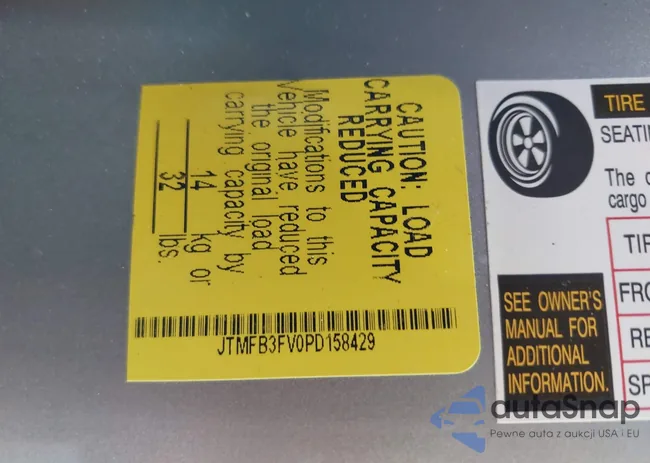 CAUTION: LOAD
CARRYING CAPACITY
REDUCED
Modifications to this
vehicle have reduced
the original load
carrying capacity by
14 kg or
32 lbs.
JTMFB3FV0PD158429
TIRE
SEATI
The c
cargo
TIR
FRO
RE
SP
SEE OWNER'S
MANUAL FOR
ADDITIONAL
INFORMATION.
autaSnap
Pewne auta z aukcji USA i EU